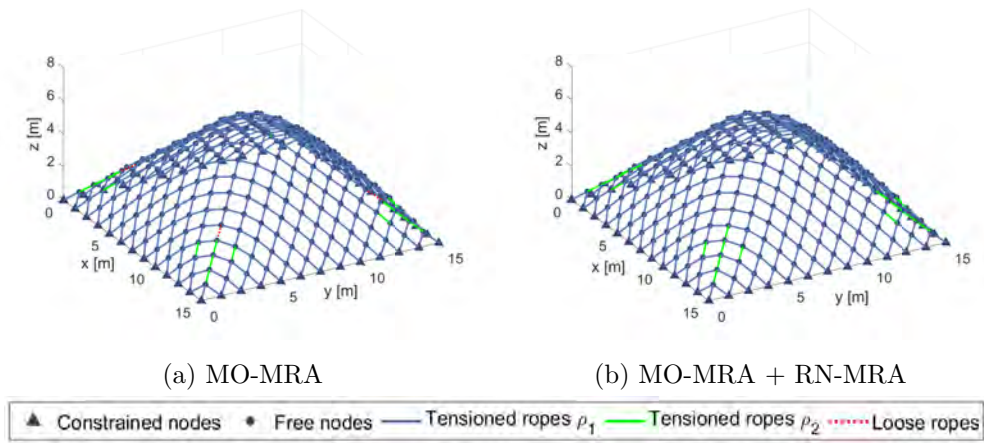 8
6
4
2
0
z [m]
0
5
10
15
x [m]
0
5
10
15
y [m]
8
6
4
2
0
z [m]
0
5
10
15
x [m]
0
5
10
15
y [m]
(a) MO-MRA
(b) MO-MRA + RN-MRA
Constrained nodes Free nodes Tensioned ropes ρ₁ Tensioned ropes ρ₂ Loose ropes